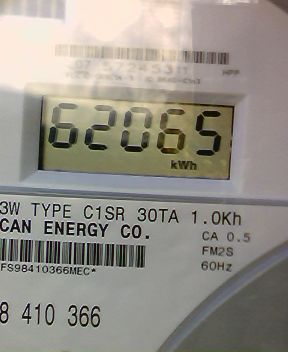 62065
kWh
3W TYPE C1SR 30TA 1.0Kh
CAN ENERGY CO.
CA 0.5
FM2S
60Hz
FS98410366MEC*
8 410 366